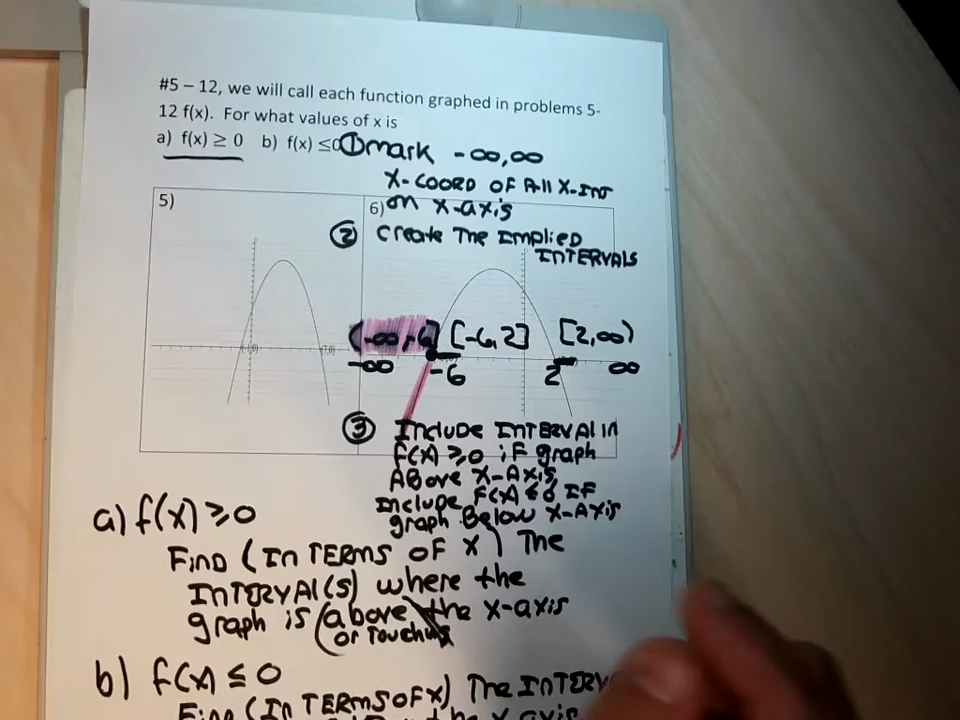 #5 – 12, we will call each function graphed in problems 5-
12 f(x). For what values of x is
a) f(x) ≥ 0 b) f(x) ≤0
① mark -∞,∞
X-COORD OF All X-INT
on x-axis
5)
6)
② Create The Implied
INTERVALS
(-∞,-6] [-6,2] [2,∞)
-∞ -6 2 ∞
③ Include INTERVAL IN
f(x) ≥0 iF graph
Above X-Axis,
Include f(x) ≤ 0 IF
graph Below X-Axis
a) f(x) ≥ 0
FIND (IN TERMS OF X) The
INTERVAL(S) where the
graph is (above the x-axis
or Touching
b) f(x) ≤ 0
Find (IN TERMS OF X) The